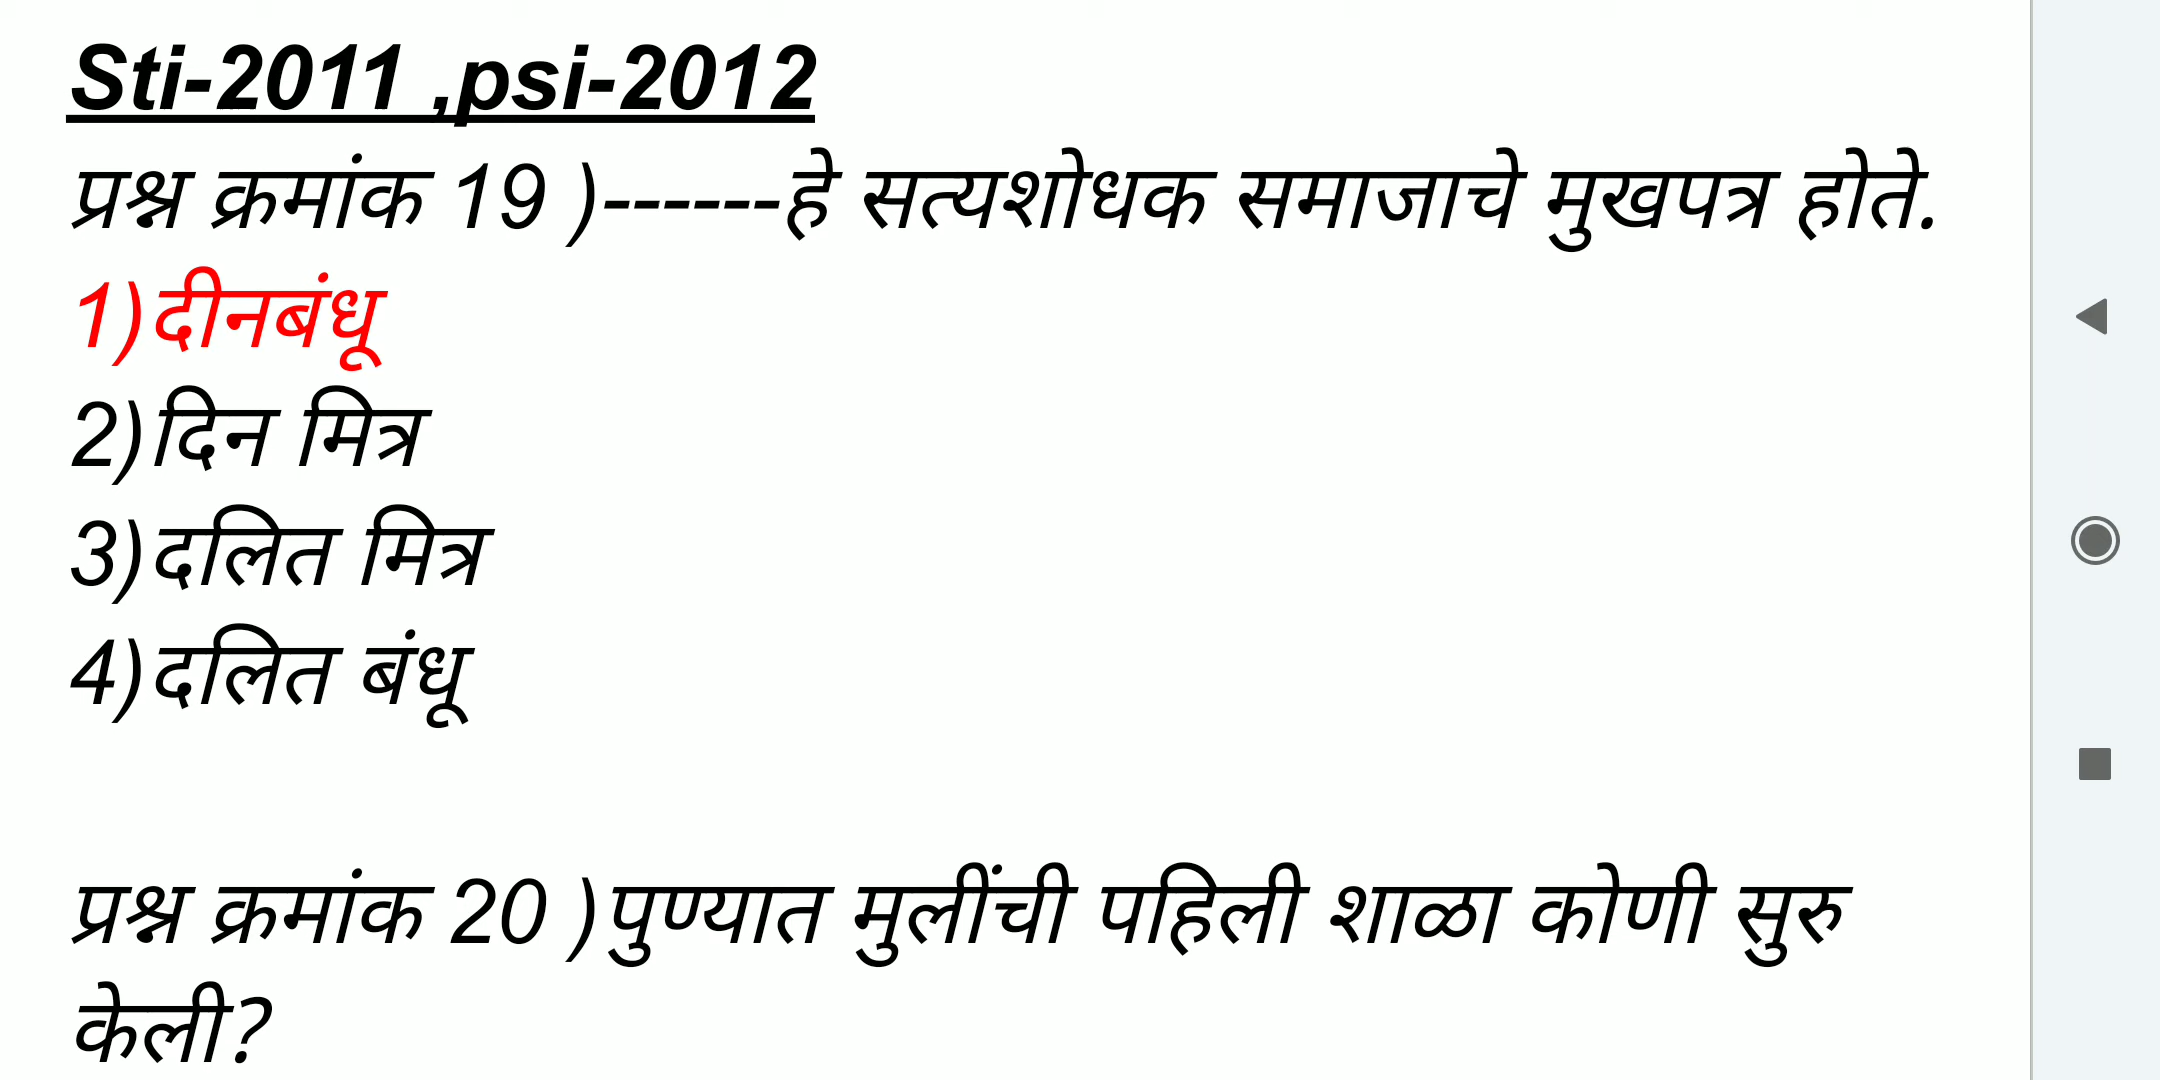 Sti-2011 ,psi-2012
प्रश्न क्रमांक 19 )------हे सत्यशोधक समाजाचे मुखपत्र होते.
1)दीनबंधू
2)दिन मित्र
3)दलित मित्र
4)दलित बंधू
प्रश्न क्रमांक 20 )पुण्यात मुलींची पहिली शाळा कोणी सुरु
केली?